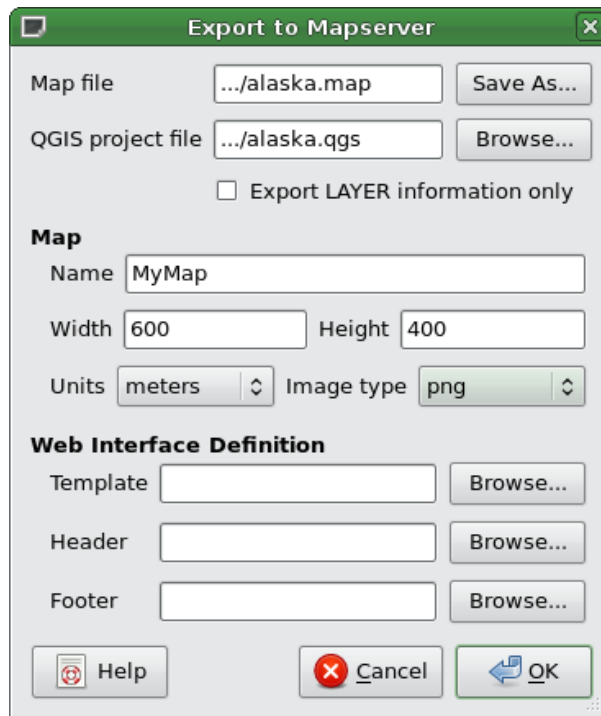 Export to Mapserver
Map file .../alaska.map Save As...
QGIS project file .../alaska.qgs Browse...
Export LAYER information only
Map
Name MyMap
Width 600 Height 400
Units meters Image type png
Web Interface Definition
Template Browse...
Header Browse...
Footer Browse...
Help Cancel OK